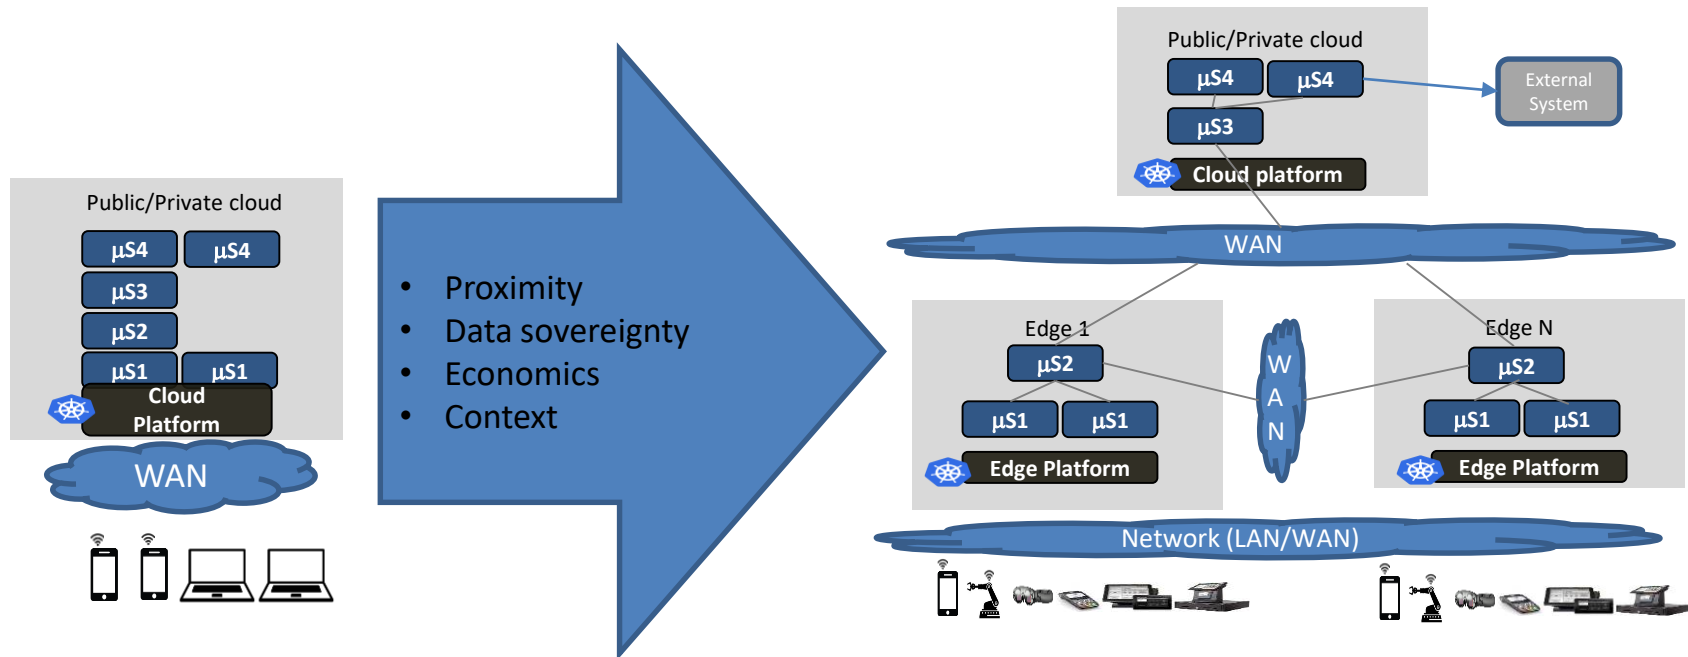 Public/Private cloud
μS4 μS4
μS3
μS2
μS1 μS1
Cloud
Platform
WAN
• Proximity
• Data sovereignty
• Economics
• Context
Public/Private cloud
μS4 μS4
μS3
Cloud platform
External
System
WAN
Edge 1
μS2
μS1 μS1
Edge Platform
W
A
N
Edge N
μS2
μS1 μS1
Edge Platform
Network (LAN/WAN)